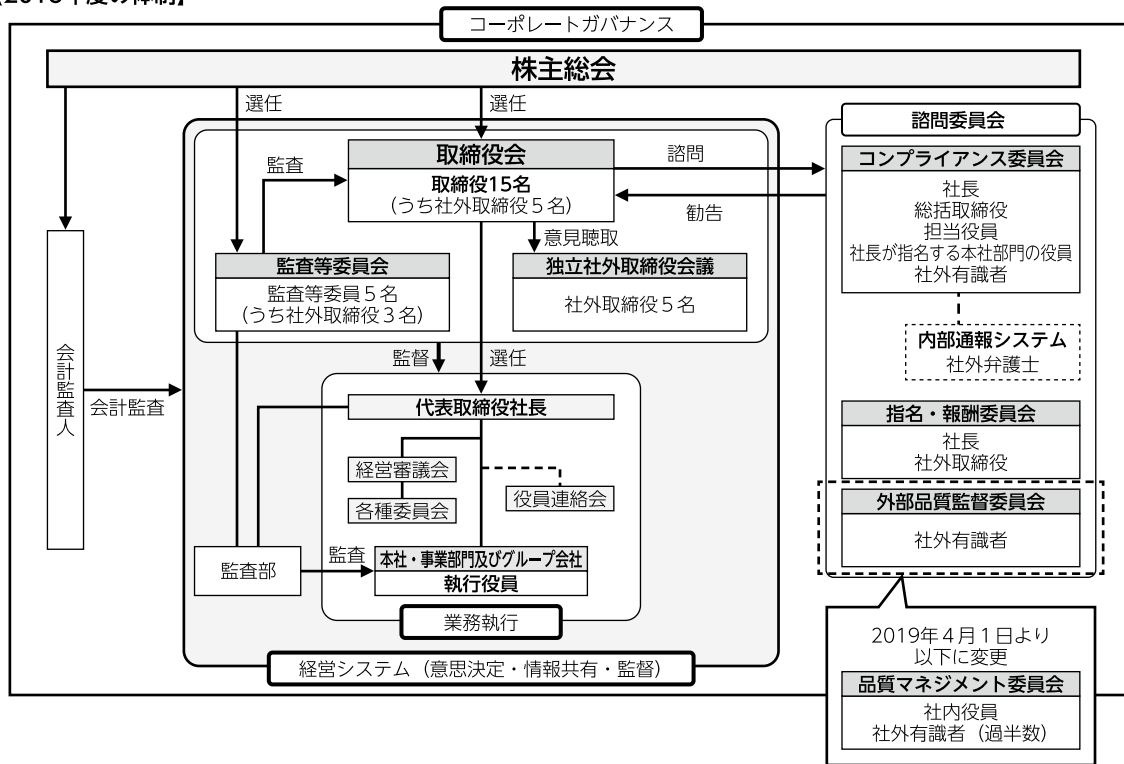 【2018年度の体制】
コーポレートガバナンス
株主総会
選任
選任
諮問委員会
取締役会
取締役15名
(うち社外取締役５名)
監査
諮問
勧告
意見聴取
コンプライアンス委員会
社長
総括取締役
担当役員
社長が指名する本社部門の役員
社外有識者
監査等委員会
監査等委員５名
(うち社外取締役３名)
独立社外取締役会議
社外取締役５名
内部通報システム
社外弁護士
会計監査人
会計監査
監督
選任
代表取締役社長
経営審議会
各種委員会
役員連絡会
指名・報酬委員会
社長
社外取締役
外部品質監督委員会
社外有識者
監査部
監査
本社・事業部門及びグループ会社
執行役員
業務執行
経営システム（意思決定・情報共有・監督）
2019年４月１日より
以下に変更
品質マネジメント委員会
社内役員
社外有識者（過半数）